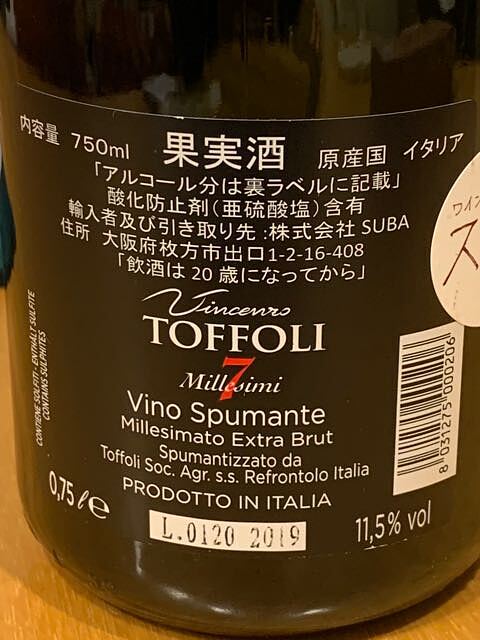 内容量 750ml 果実酒 原産国 イタリア
「アルコール分は裏ラベルに記載」
酸化防止剤(亜硫酸塩)含有
輸入者及び引き取り先:株式会社 SUBA
住所 大阪府枚方市出口1-2-16-408
「飲酒は20歳になってから」
ワイン
ス
Vincenzo
TOFFOLI
7
Millesimi
Vino Spumante
Millesimato Extra Brut
Spumantizzato da
Toffoli Soc. Agr. s.s. Refrontolo Italia
PRODOTTO IN ITALIA
0,75 l e
L.0120 2019
11,5% vol
CONTIENE SOLFITI - ENTHÄLT SULFITE
CONTAINS SULPHITES
8 031275 000206